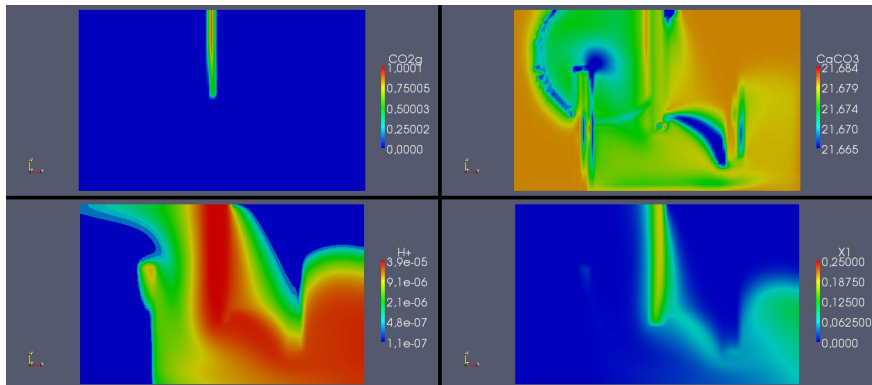 CO2g
1,0001
0,75005
0,50003
0,25002
0,0000
CaCO3
21,684
21,679
21,674
21,670
21,665
H+
3,9e-05
9,1e-06
2,1e-06
4,8e-07
1,1e-07
X1
0,25000
0,18750
0,12500
0,062500
0,0000